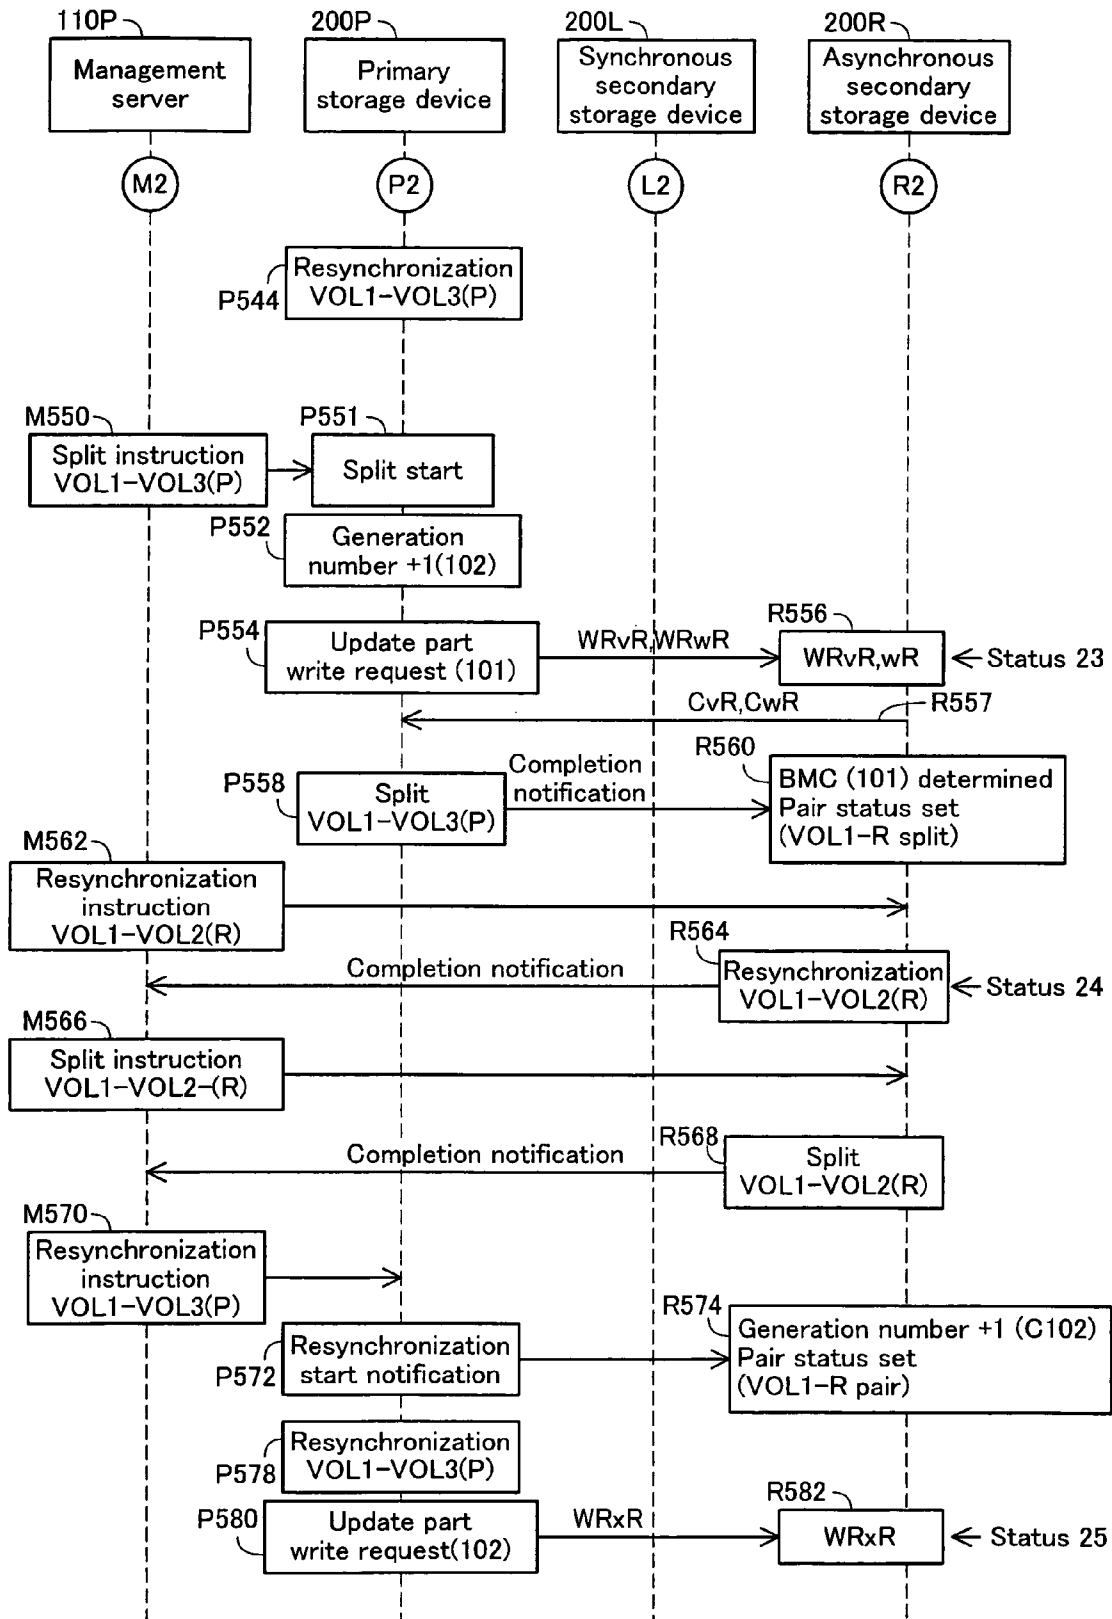 110P
200P
200L
200R
Management
server
Primary
storage device
Synchronous
secondary
storage device
Asynchronous
secondary
storage device
M2
P2
L2
R2
Resynchronization
VOL1-VOL3(P)
P544
M550
P551
Split instruction
VOL1-VOL3(P)
Split start
P552
Generation
number +1(102)
P554
Update part
write request (101)
WRvR,WRwR
R556
WRvR,wR
Status 23
CvR,CwR
R557
P558
Split
VOL1-VOL3(P)
Completion
notification
R560
BMC (101) determined
Pair status set
(VOL1-R split)
M562
Resynchronization
instruction
VOL1-VOL2(R)
R564
Completion notification
Resynchronization
VOL1-VOL2(R)
Status 24
M566
Split instruction
VOL1-VOL2-(R)
R568
Completion notification
Split
VOL1-VOL2(R)
M570
Resynchronization
instruction
VOL1-VOL3(P)
P572
Resynchronization
start notification
R574
Generation number +1 (C102)
Pair status set
(VOL1-R pair)
Resynchronization
VOL1-VOL3(P)
P578
P580
Update part
write request(102)
WRxR
R582
WRxR
Status 25